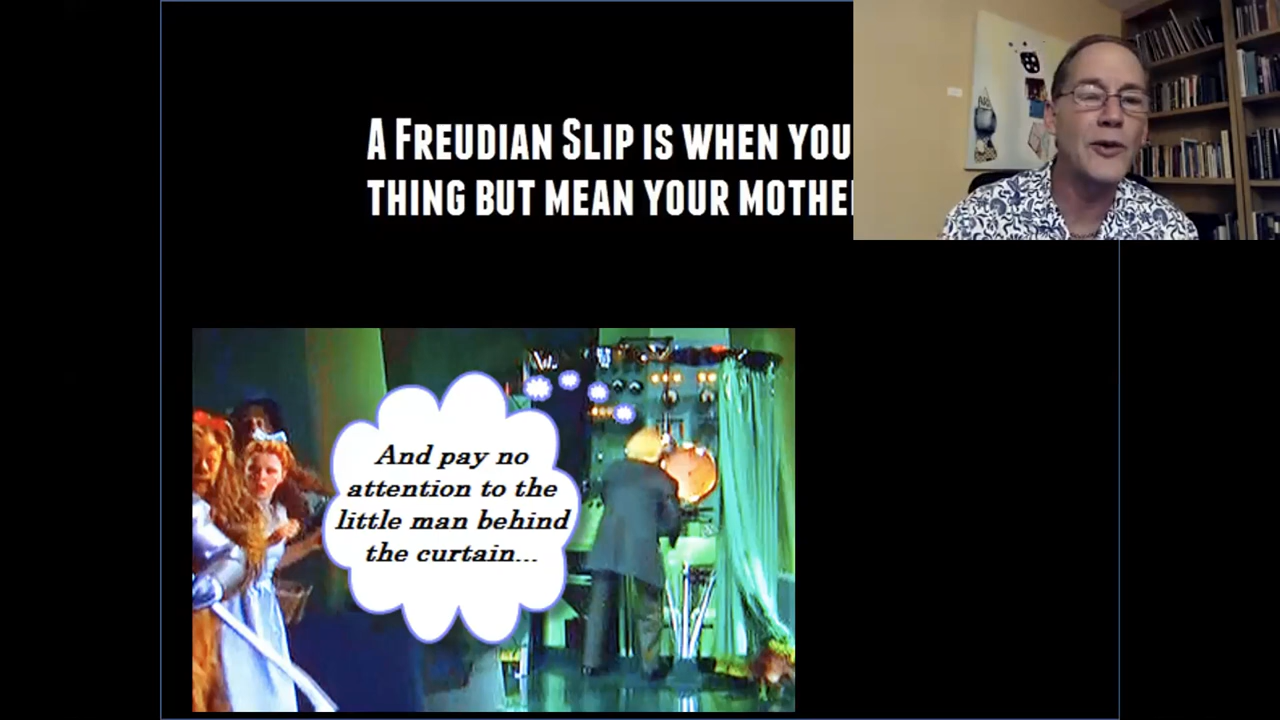 A FREUDIAN SLIP IS WHEN YOU
THING BUT MEAN YOUR MOTHE
And pay no
attention to the
little man behind
the curtain...